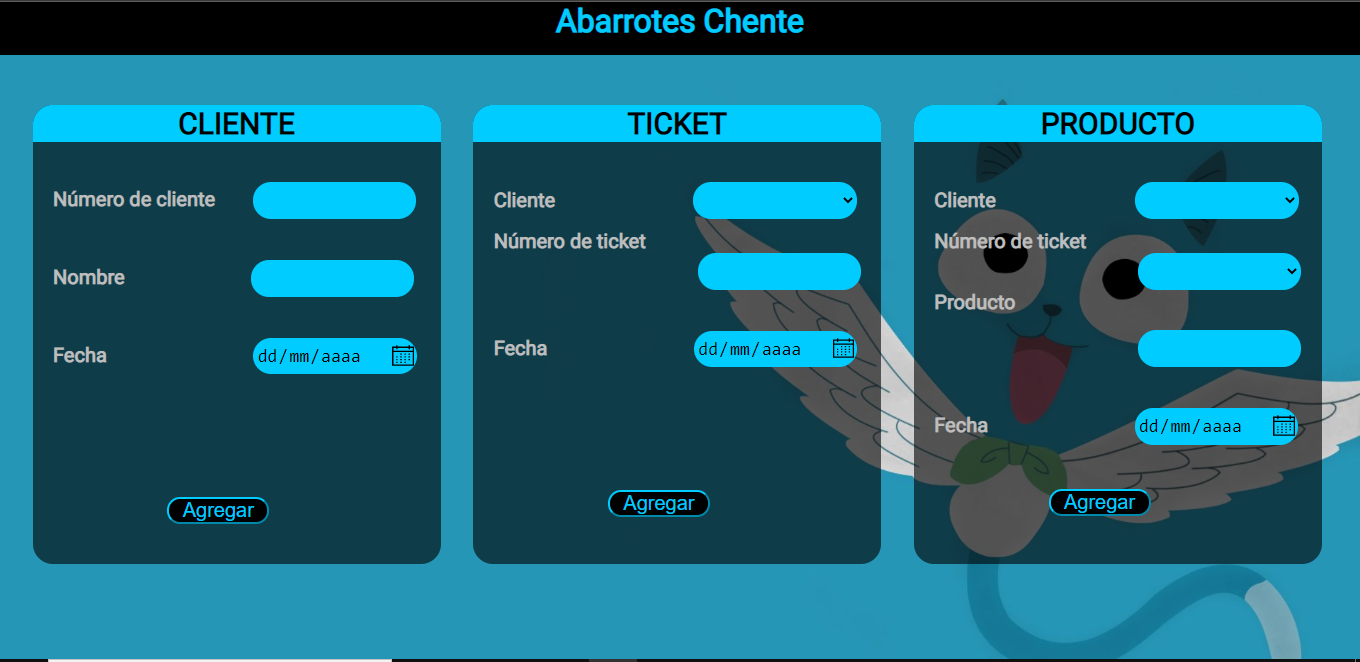 Abarrotes Chente
CLIENTE
Número de cliente
Nombre
Fecha
dd/mm/aaaa
Agregar
TICKET
Cliente
Número de ticket
Fecha
dd/mm/aaaa
Agregar
PRODUCTO
Cliente
Número de ticket
Producto
Fecha
dd/mm/aaaa
Agregar